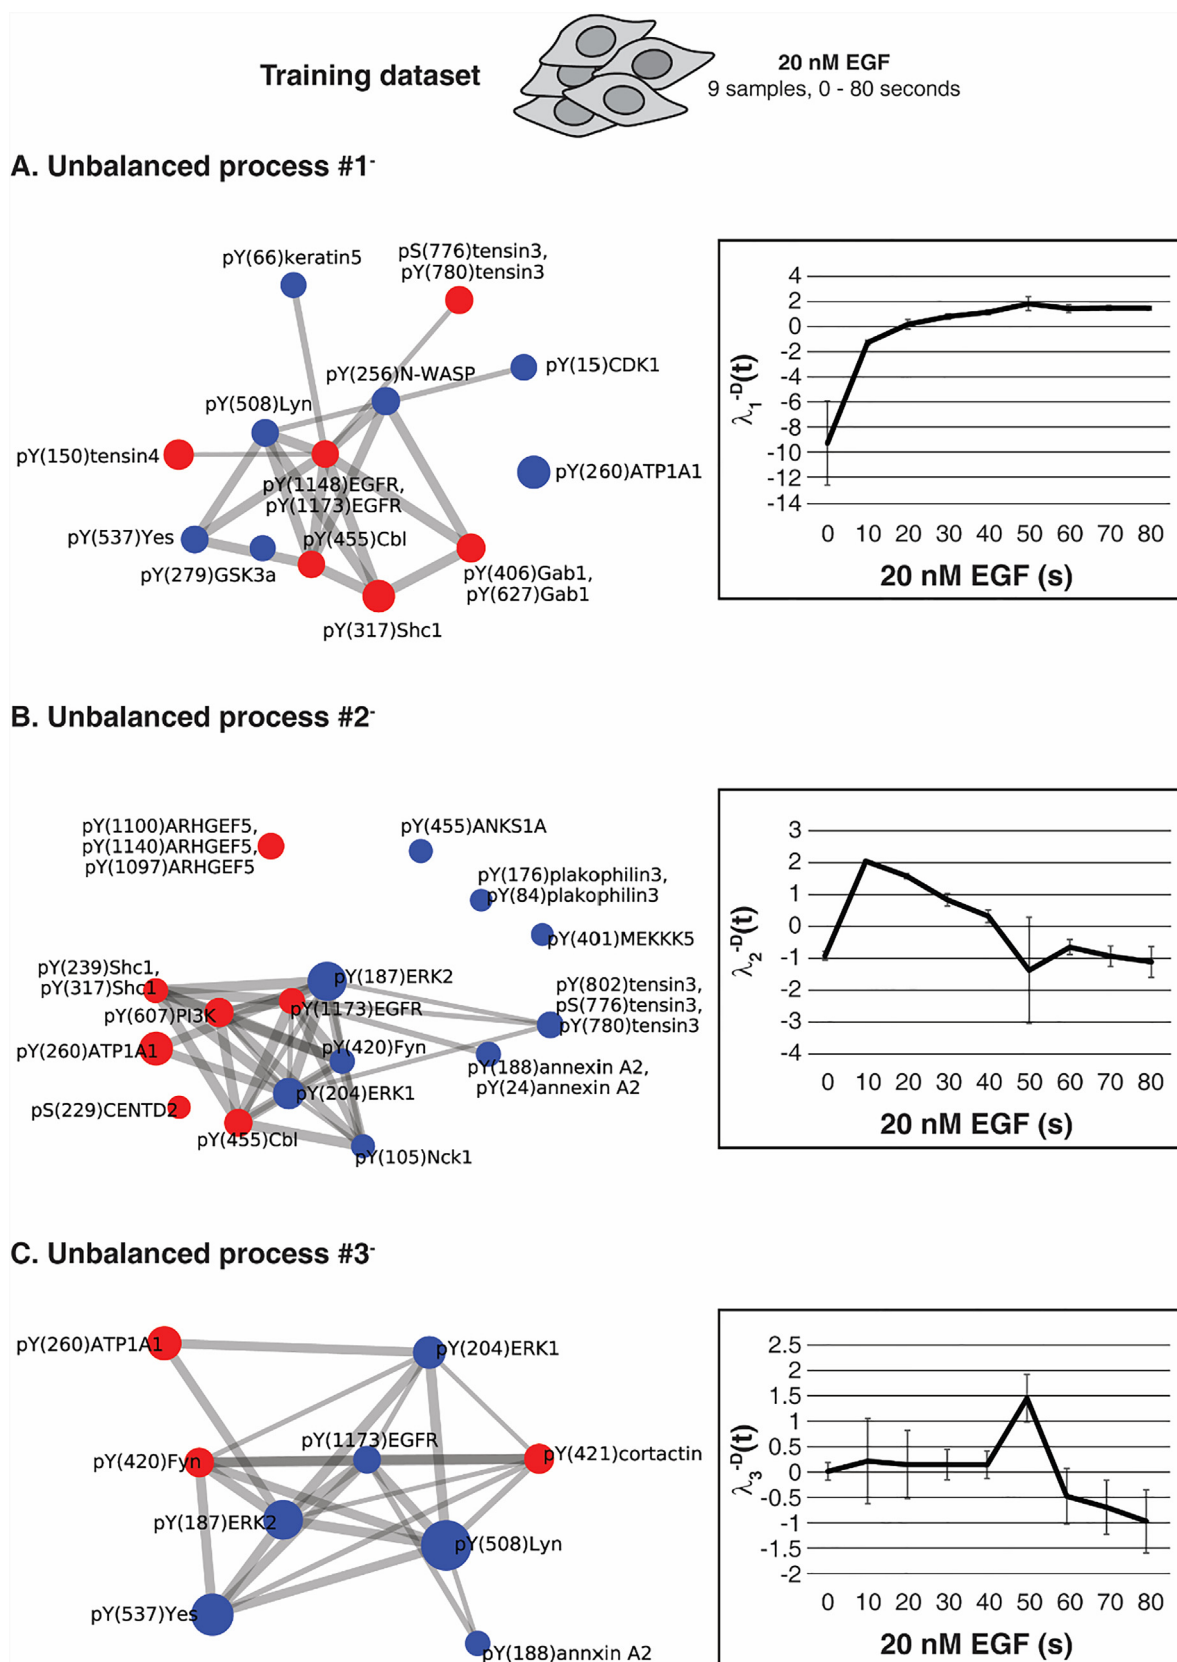 Training dataset
20 nM EGF
9 samples, 0 - 80 seconds
A. Unbalanced process #1-
pY(66)keratin5
pS(776)tensin3,
pY(780)tensin3
pY(256)N-WASP
pY(15)CDK1
pY(508)Lyn
pY(150)tensin4
pY(1148)EGFR,
pY(1173)EGFR
pY(260)ATP1A1
pY(537)Yes
pY(455)Cbl
pY(279)GSK3a
pY(406)Gab1,
pY(627)Gab1
pY(317)Shc1
λ1-D(t)
4
2
0
-2
-4
-6
-8
-10
-12
-14
0 10 20 30 40 50 60 70 80
20 nM EGF (s)
B. Unbalanced process #2-
pY(1100)ARHGEF5,
pY(1140)ARHGEF5,
pY(1097)ARHGEF5
pY(455)ANKS1A
pY(176)plakophilin3,
pY(84)plakophilin3
pY(401)MEKKK5
pY(239)Shc1,
pY(317)Shc1
pY(187)ERK2
pY(802)tensin3,
pS(776)tensin3,
pY(780)tensin3
pY(607)PI3K
pY(1173)EGFR
pY(260)ATP1A1
pY(420)Fyn
pY(188)annexin A2,
pY(24)annexin A2
pY(204)ERK1
pS(229)CENTD2
pY(455)Cbl
pY(105)Nck1
λ2-D(t)
3
2
1
0
-1
-2
-3
-4
0 10 20 30 40 50 60 70 80
20 nM EGF (s)
C. Unbalanced process #3-
pY(260)ATP1A1
pY(204)ERK1
pY(1173)EGFR
pY(420)Fyn
pY(421)cortactin
pY(187)ERK2
pY(508)Lyn
pY(537)Yes
pY(188)annxin A2
λ3-D(t)
2.5
2
1.5
1
0.5
0
-0.5
-1
-1.5
-2
0 10 20 30 40 50 60 70 80
20 nM EGF (s)